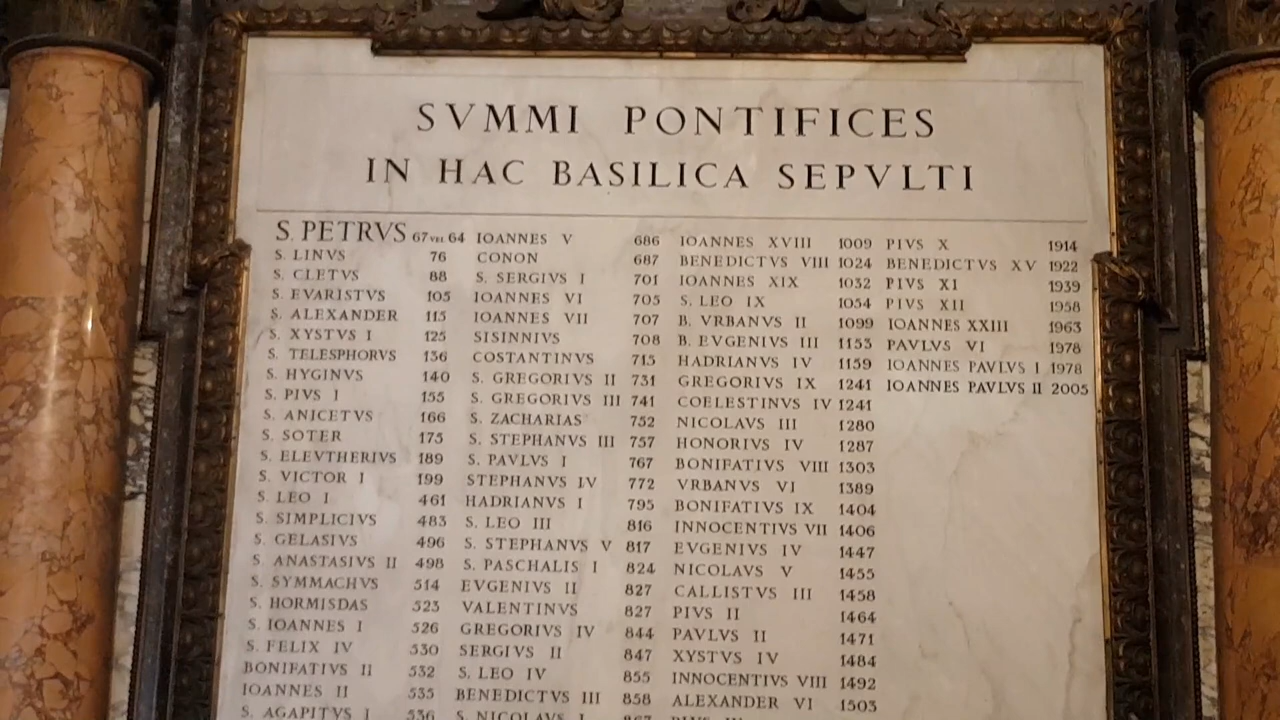 SVMMI PONTIFICES
IN HAC BASILICA SEPVLTI
S. PETRVS 67 VEL 64
S. LINVS 76
S. CLETVS 88
S. EVARISTVS 105
S. ALEXANDER 115
S. XYSTVS I 125
S. TELESPHORVS 136
S. HYGINVS 140
S. PIVS I 155
S. ANICETVS 166
S. SOTER 175
S. ELEVTHERIVS 189
S. VICTOR I 199
S. LEO I 461
S. SIMPLICIVS 483
S. GELASIVS 496
S. ANASTASIVS II 498
S. SYMMACHVS 514
S. HORMISDAS 523
S. IOANNES I 526
S. FELIX IV 530
BONIFATIVS II 532
IOANNES II 535
S. AGAPITVS I 536
IOANNES V 686
CONON 687
S. SERGIVS I 701
IOANNES VI 705
IOANNES VII 707
SISINNIVS 708
COSTANTINVS 715
S. GREGORIVS II 731
S. GREGORIVS III 741
S. ZACHARIAS 752
S. STEPHANVS III 757
S. PAVLVS I 767
STEPHANVS IV 772
HADRIANVS I 795
S. LEO III 816
S. STEPHANVS V 817
S. PASCHALIS I 824
EVGENIVS II 827
VALENTINVS 827
GREGORIVS IV 844
SERGIVS II 847
S. LEO IV 855
BENEDICTVS III 858
S. NICOLAVS I 867
IOANNES XVIII 1009
BENEDICTVS VIII 1024
IOANNES XIX 1032
S. LEO IX 1054
B. VRBANVS II 1099
B. EVGENIVS III 1153
HADRIANVS IV 1159
GREGORIVS IX 1241
COELESTINVS IV 1241
NICOLAVS III 1280
HONORIVS IV 1287
BONIFATIVS VIII 1303
VRBANVS VI 1389
BONIFATIVS IX 1404
INNOCENTIVS VII 1406
EVGENIVS IV 1447
NICOLAVS V 1455
CALLISTVS III 1458
PIVS II 1464
PAVLVS II 1471
XYSTVS IV 1484
INNOCENTIVS VIII 1492
ALEXANDER VI 1503
PIVS X 1914
BENEDICTVS XV 1922
PIVS XI 1939
PIVS XII 1958
IOANNES XXIII 1963
PAVLVS VI 1978
IOANNES PAVLVS I 1978
IOANNES PAVLVS II 2005